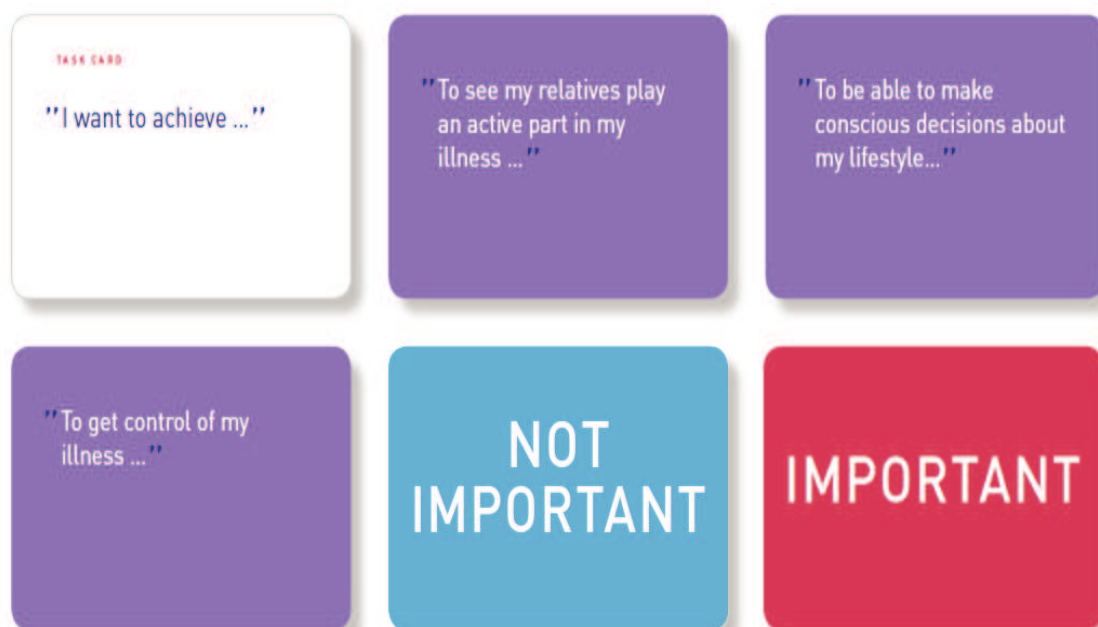 TASK CARD
”I want to achieve ...”
”To see my relatives play
an active part in my
illness ...”
”To be able to make
conscious decisions about
my lifestyle...”
”To get control of my
illness ...”
NOT
IMPORTANT
IMPORTANT